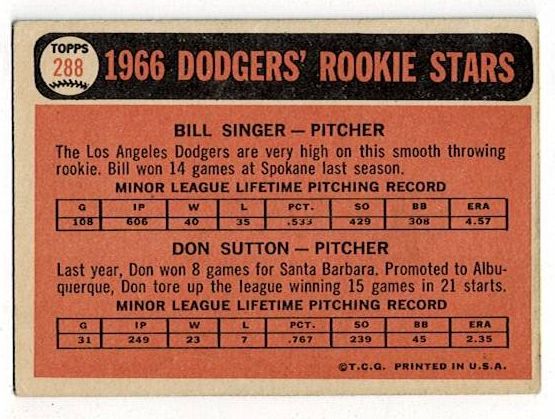 TOPPS
288
1966 DODGERS' ROOKIE STARS
BILL SINGER — PITCHER
The Los Angeles Dodgers are very high on this smooth throwing
rookie. Bill won 14 games at Spokane last season.
MINOR LEAGUE LIFETIME PITCHING RECORD
G IP W L PCT. SO BB ERA
108 606 40 35 .533 429 308 4.57
DON SUTTON — PITCHER
Last year, Don won 8 games for Santa Barbara. Promoted to Albu-
querque, Don tore up the league winning 15 games in 21 starts.
MINOR LEAGUE LIFETIME PITCHING RECORD
G IP W L PCT. SO BB ERA
31 249 23 7 .767 239 45 2.35
©T.C.G. PRINTED IN U.S.A.